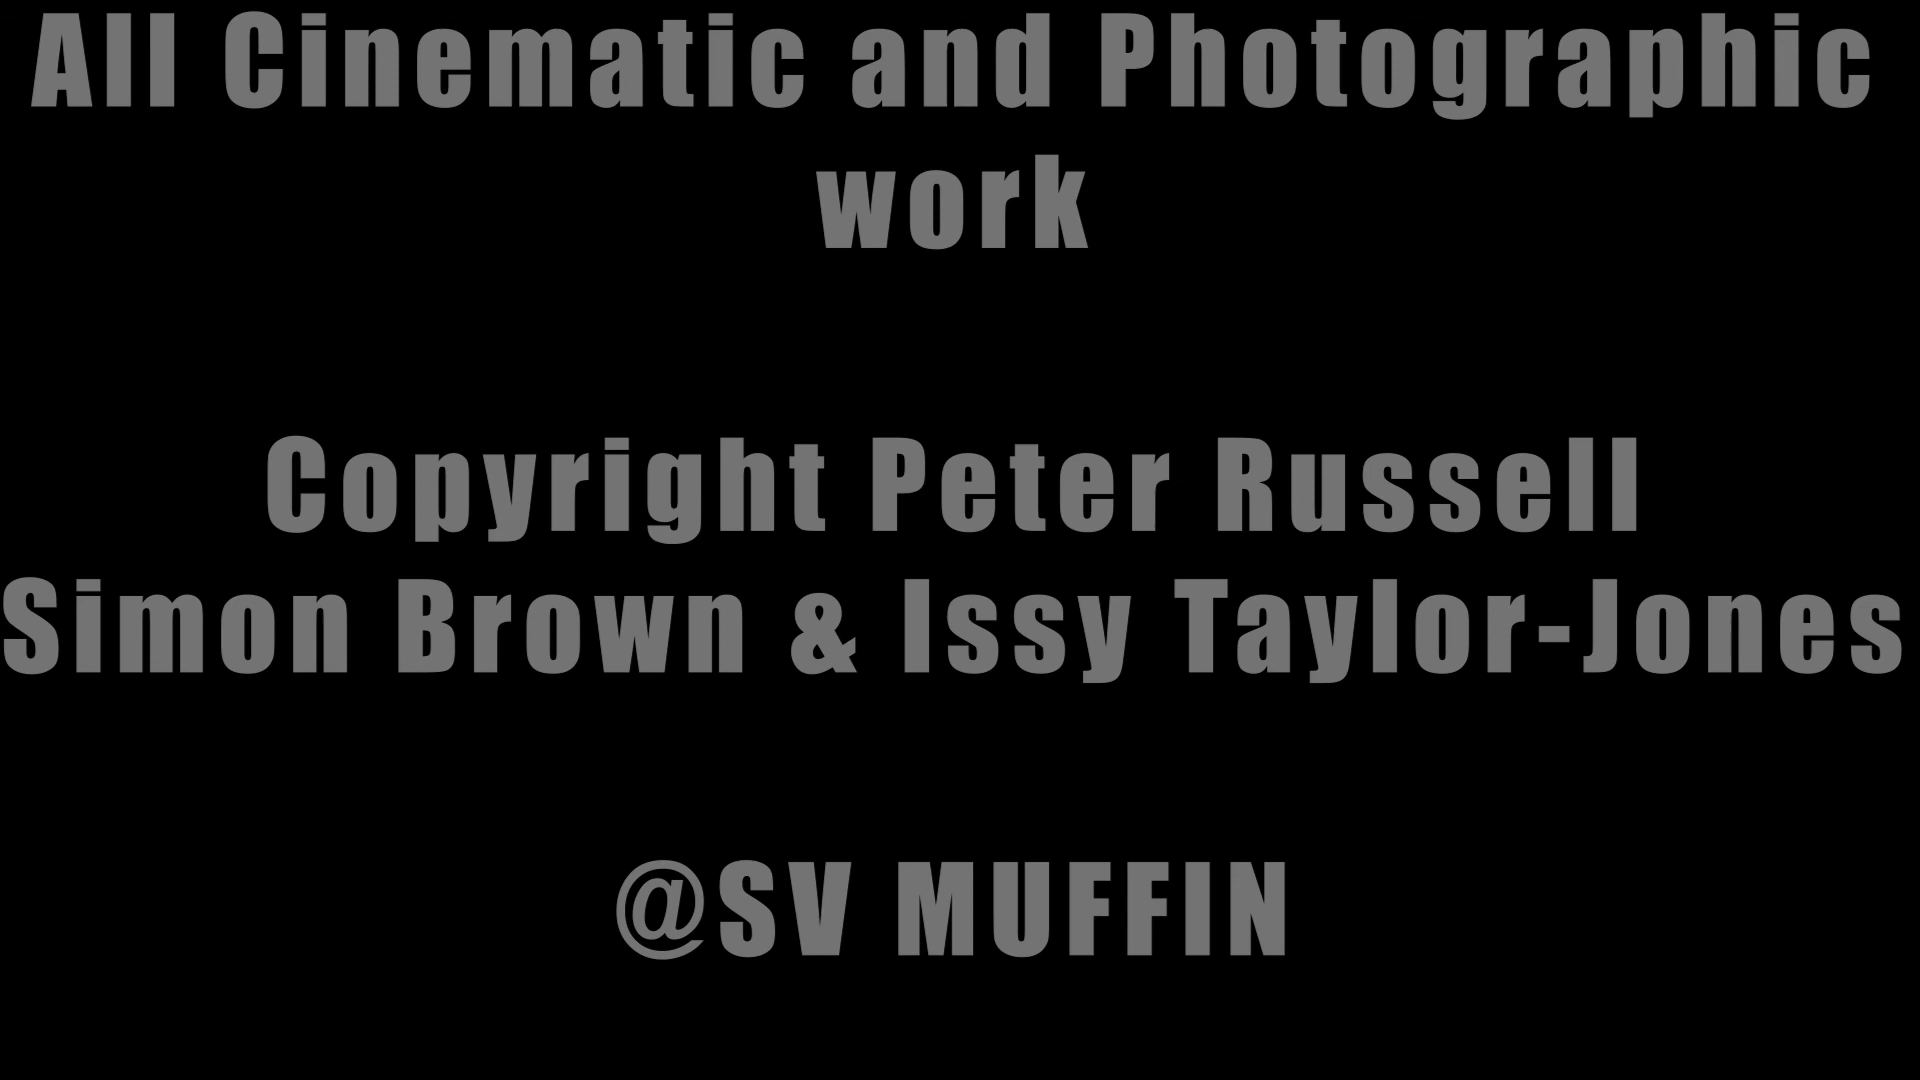 All Cinematic and Photographic
work
Copyright Peter Russell
Simon Brown & Issy Taylor-Jones
@SV MUFFIN